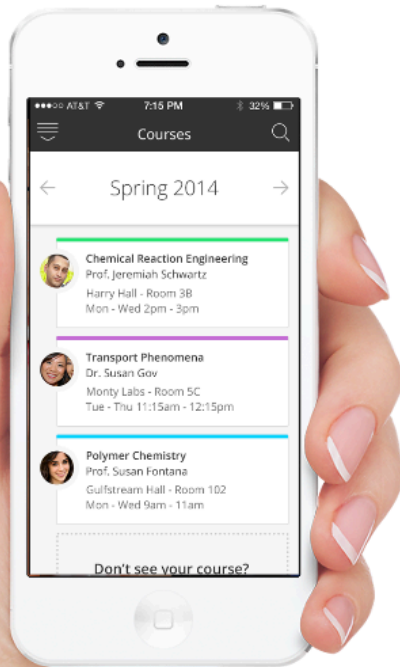 AT&T 7:15 PM 32%
Courses
Spring 2014
Chemical Reaction Engineering
Prof. Jeremiah Schwartz
Harry Hall - Room 3B
Mon - Wed 2pm - 3pm
Transport Phenomena
Dr. Susan Gov
Monty Labs - Room 5C
Tue - Thu 11:15am - 12:15pm
Polymer Chemistry
Prof. Susan Fontana
Gulfstream Hall - Room 102
Mon - Wed 9am - 11am
Don't see your course?